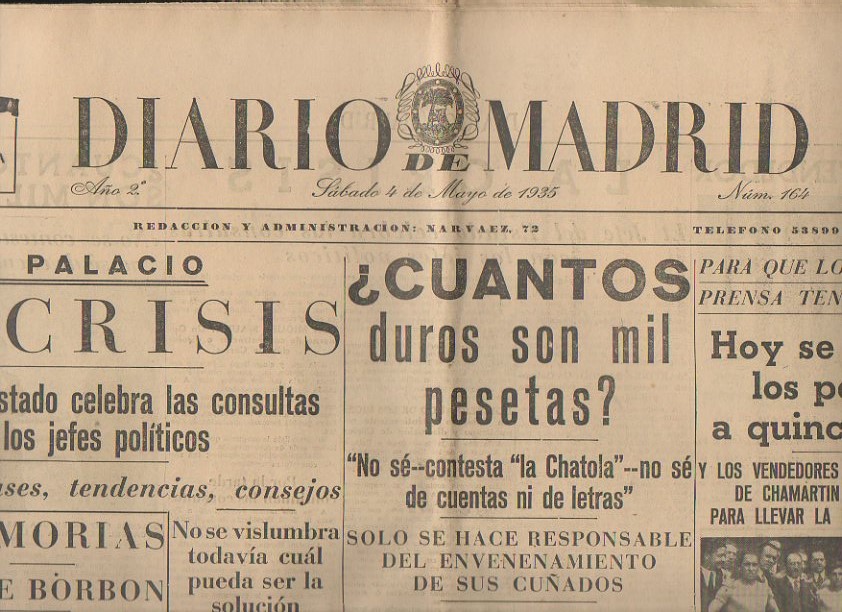 DIARIO DE MADRID
Año 2.º
Sábado 4 de Mayo de 1935
Núm. 164
REDACCION Y ADMINISTRACION: NARVAEZ, 72
TELEFONO 53899
PALACIO
CRISIS
stado celebra las consultas
los jefes políticos
ases, tendencias, consejos
MORIAS
E BORBON
No se vislumbra
todavía cuál
pueda ser la
solución
¿CUANTOS
duros son mil
pesetas?
"No sé--contesta "la Chatola"--no sé
de cuentas ni de letras"
SOLO SE HACE RESPONSABLE
DEL ENVENENAMIENTO
DE SUS CUÑADOS
PARA QUE LO
PRENSA TEN
Hoy se
los pe
a quinc
Y LOS VENDEDORES
DE CHAMARTIN
PARA LLEVAR LA